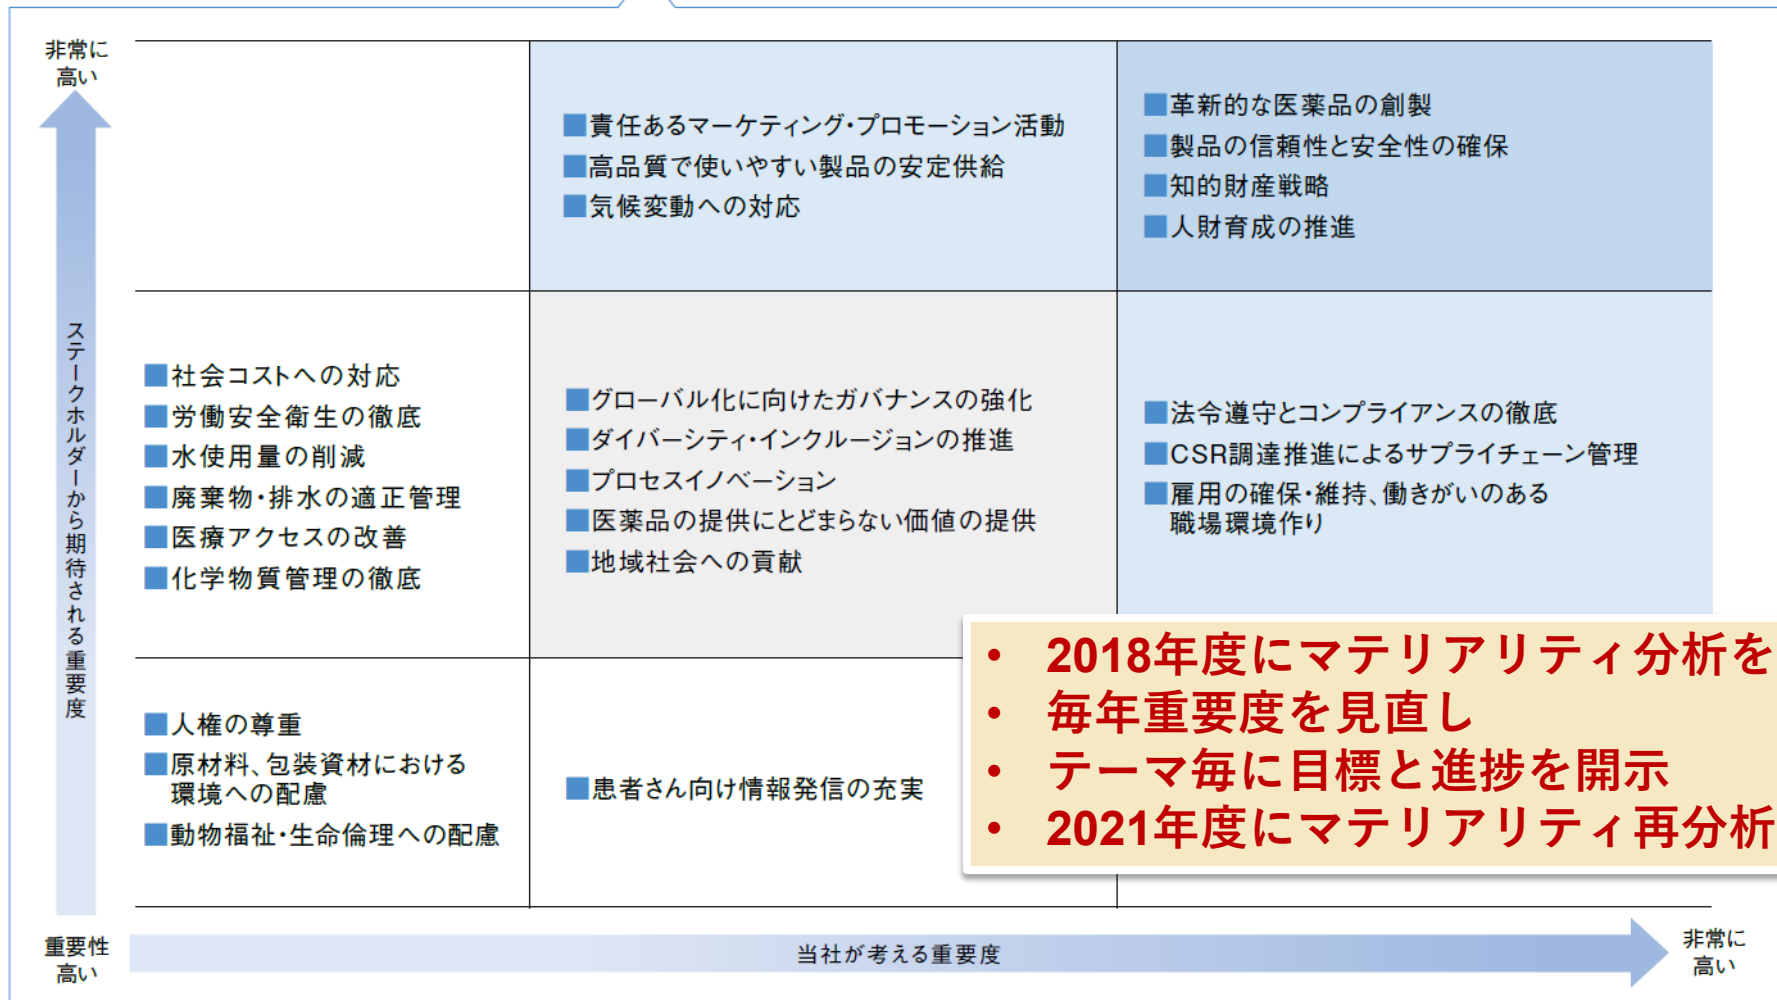 非常に
高い
■責任あるマーケティング・プロモーション活動
■高品質で使いやすい製品の安定供給
■気候変動への対応
■革新的な医薬品の創製
■製品の信頼性と安全性の確保
■知的財産戦略
■人財育成の推進
ステークホルダーから期待される重要度
■社会コストへの対応
■労働安全衛生の徹底
■水使用量の削減
■廃棄物・排水の適正管理
■医療アクセスの改善
■化学物質管理の徹底
■グローバル化に向けたガバナンスの強化
■ダイバーシティ・インクルージョンの推進
■プロセスイノベーション
■医薬品の提供にとどまらない価値の提供
■地域社会への貢献
■法令遵守とコンプライアンスの徹底
■CSR調達推進によるサプライチェーン管理
■雇用の確保・維持、働きがいのある
職場環境作り
■人権の尊重
■原材料、包装資材における
環境への配慮
■動物福祉・生命倫理への配慮
■患者さん向け情報発信の充実
• 2018年度にマテリアリティ分析を
• 毎年重要度を見直し
• テーマ毎に目標と進捗を開示
• 2021年度にマテリアリティ再分析
重要性
高い
当社が考える重要度
非常に
高い